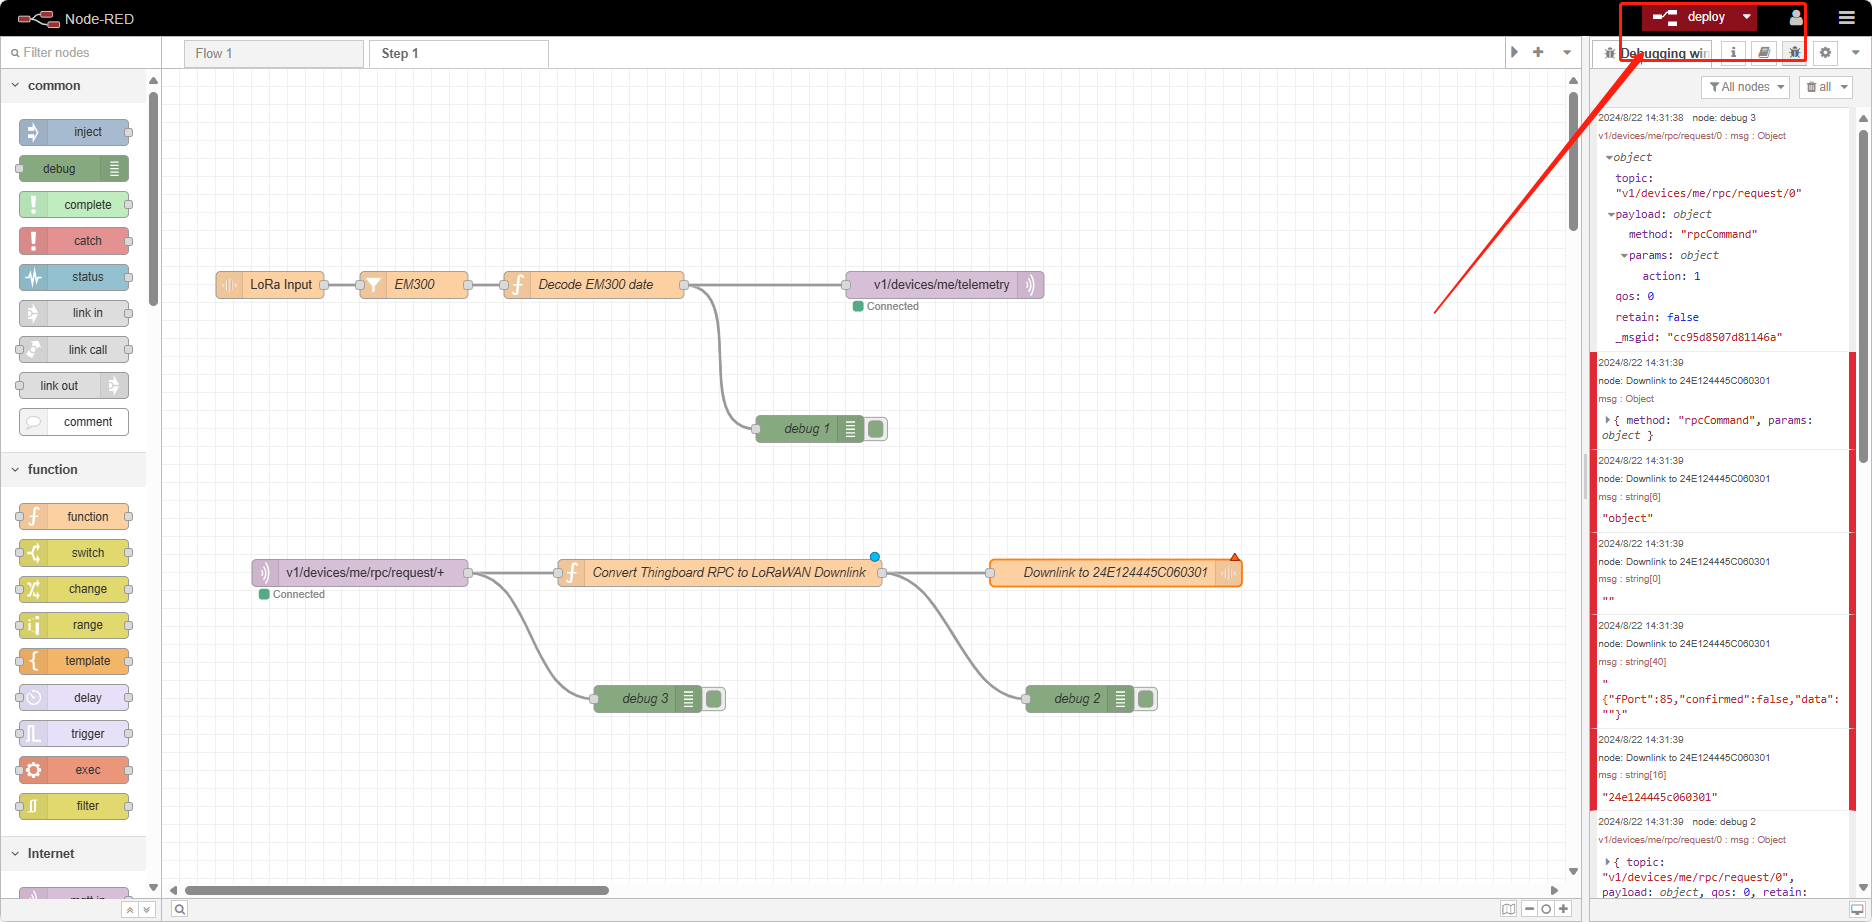 Node-RED
deploy
Filter nodes
Flow 1
Step 1
Debugging win
All nodes
all
common
inject
debug
complete
catch
status
link in
link call
link out
comment
function
function
switch
change
range
template
delay
trigger
exec
filter
Internet
LoRa Input
EM300
Decode EM300 date
v1/devices/me/telemetry
Connected
debug 1
v1/devices/me/rpc/request/+
Connected
Convert Thingboard RPC to LoRaWAN Downlink
Downlink to 24E124445C060301
debug 3
debug 2
2024/8/22 14:31:38 node: debug 3
v1/devices/me/rpc/request/0 : msg : Object
object
topic:
"v1/devices/me/rpc/request/0"
payload: object
method: "rpcCommand"
params: object
action: 1
qos: 0
retain: false
_msgid: "cc95d8507d81146a"
2024/8/22 14:31:39
node: Downlink to 24E124445C060301
msg : Object
{ method: "rpcCommand", params:
object }
2024/8/22 14:31:39
node: Downlink to 24E124445C060301
msg : string[6]
"object"
2024/8/22 14:31:39
node: Downlink to 24E124445C060301
msg : string[0]
""
2024/8/22 14:31:39
node: Downlink to 24E124445C060301
msg : string[40]
"
{"fPort":85,"confirmed":false,"data":
""}"
2024/8/22 14:31:39
node: Downlink to 24E124445C060301
msg : string[16]
"24e124445c060301"
2024/8/22 14:31:39 node: debug 2
v1/devices/me/rpc/request/0 : msg : Object
{ topic:
"v1/devices/me/rpc/request/0",
payload: object, qos: 0, retain: